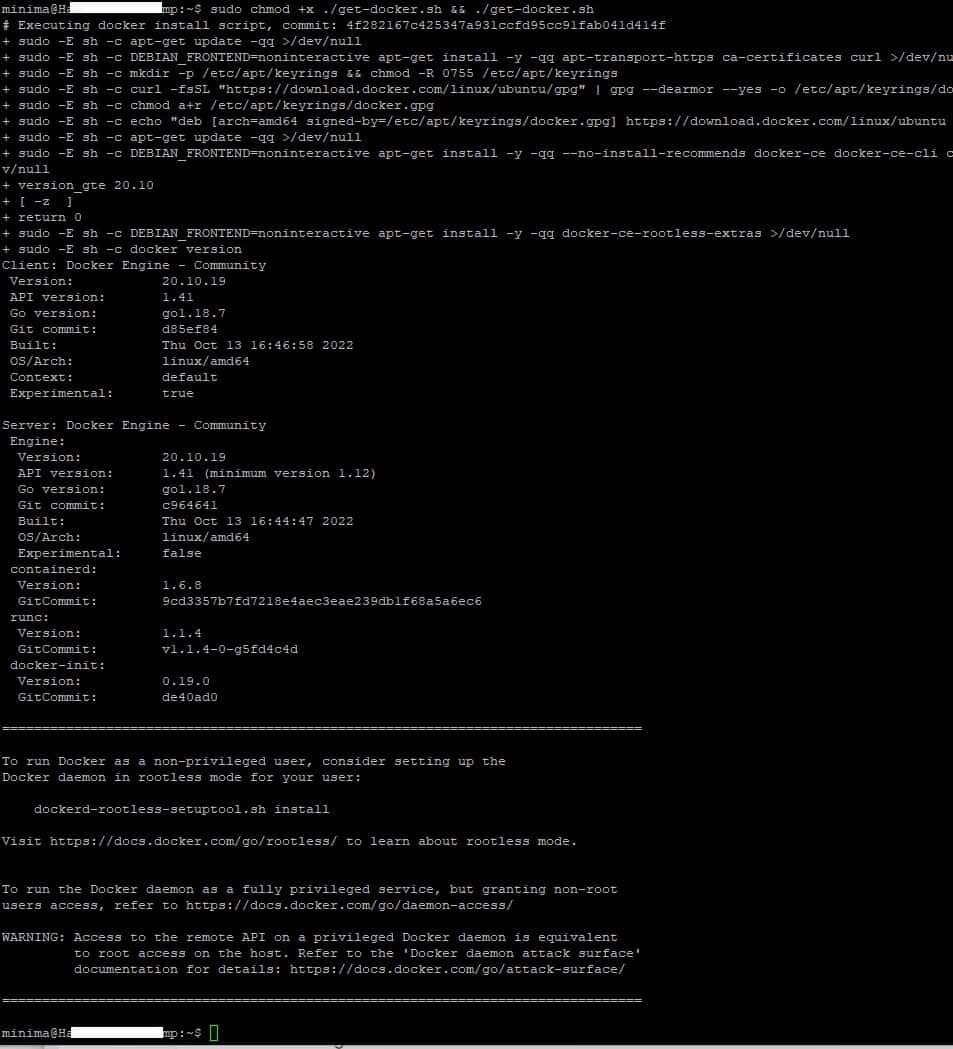 minima@Ha mp:~$ sudo chmod +x ./get-docker.sh && ./get-docker.sh
# Executing docker install script, commit: 4f282167c425347a931ccfd95cc91fab041d414f
+ sudo -E sh -c apt-get update -qq >/dev/null
+ sudo -E sh -c DEBIAN_FRONTEND=noninteractive apt-get install -y -qq apt-transport-https ca-certificates curl >/dev/nu
+ sudo -E sh -c mkdir -p /etc/apt/keyrings && chmod -R 0755 /etc/apt/keyrings
+ sudo -E sh -c curl -fsSL "https://download.docker.com/linux/ubuntu/gpg" | gpg --dearmor --yes -o /etc/apt/keyrings/do
+ sudo -E sh -c chmod a+r /etc/apt/keyrings/docker.gpg
+ sudo -E sh -c echo "deb [arch=amd64 signed-by=/etc/apt/keyrings/docker.gpg] https://download.docker.com/linux/ubuntu
+ sudo -E sh -c apt-get update -qq >/dev/null
+ sudo -E sh -c DEBIAN_FRONTEND=noninteractive apt-get install -y -qq --no-install-recommends docker-ce docker-ce-cli c
v/null
+ version_gte 20.10
+ [ -z  ]
+ return 0
+ sudo -E sh -c DEBIAN_FRONTEND=noninteractive apt-get install -y -qq docker-ce-rootless-extras >/dev/null
+ sudo -E sh -c docker version
Client: Docker Engine - Community
 Version:           20.10.19
 API version:       1.41
 Go version:        go1.18.7
 Git commit:        d85ef84
 Built:             Thu Oct 13 16:46:58 2022
 OS/Arch:           linux/amd64
 Context:           default
 Experimental:      true

Server: Docker Engine - Community
 Engine:
  Version:          20.10.19
  API version:      1.41 (minimum version 1.12)
  Go version:       go1.18.7
  Git commit:       c964641
  Built:            Thu Oct 13 16:44:47 2022
  OS/Arch:          linux/amd64
  Experimental:     false
 containerd:
  Version:          1.6.8
  GitCommit:        9cd3357b7fd7218e4aec3eae239db1f68a5a6ec6
 runc:
  Version:          1.1.4
  GitCommit:        v1.1.4-0-g5fd4c4d
 docker-init:
  Version:          0.19.0
  GitCommit:        de40ad0

================================================================================

To run Docker as a non-privileged user, consider setting up the
Docker daemon in rootless mode for your user:

    dockerd-rootless-setuptool.sh install

Visit https://docs.docker.com/go/rootless/ to learn about rootless mode.


To run the Docker daemon as a fully privileged service, but granting non-root
users access, refer to https://docs.docker.com/go/daemon-access/

WARNING: Access to the remote API on a privileged Docker daemon is equivalent
         to root access on the host. Refer to the 'Docker daemon attack surface'
         documentation for details: https://docs.docker.com/go/attack-surface/

================================================================================

minima@Ha mp:~$